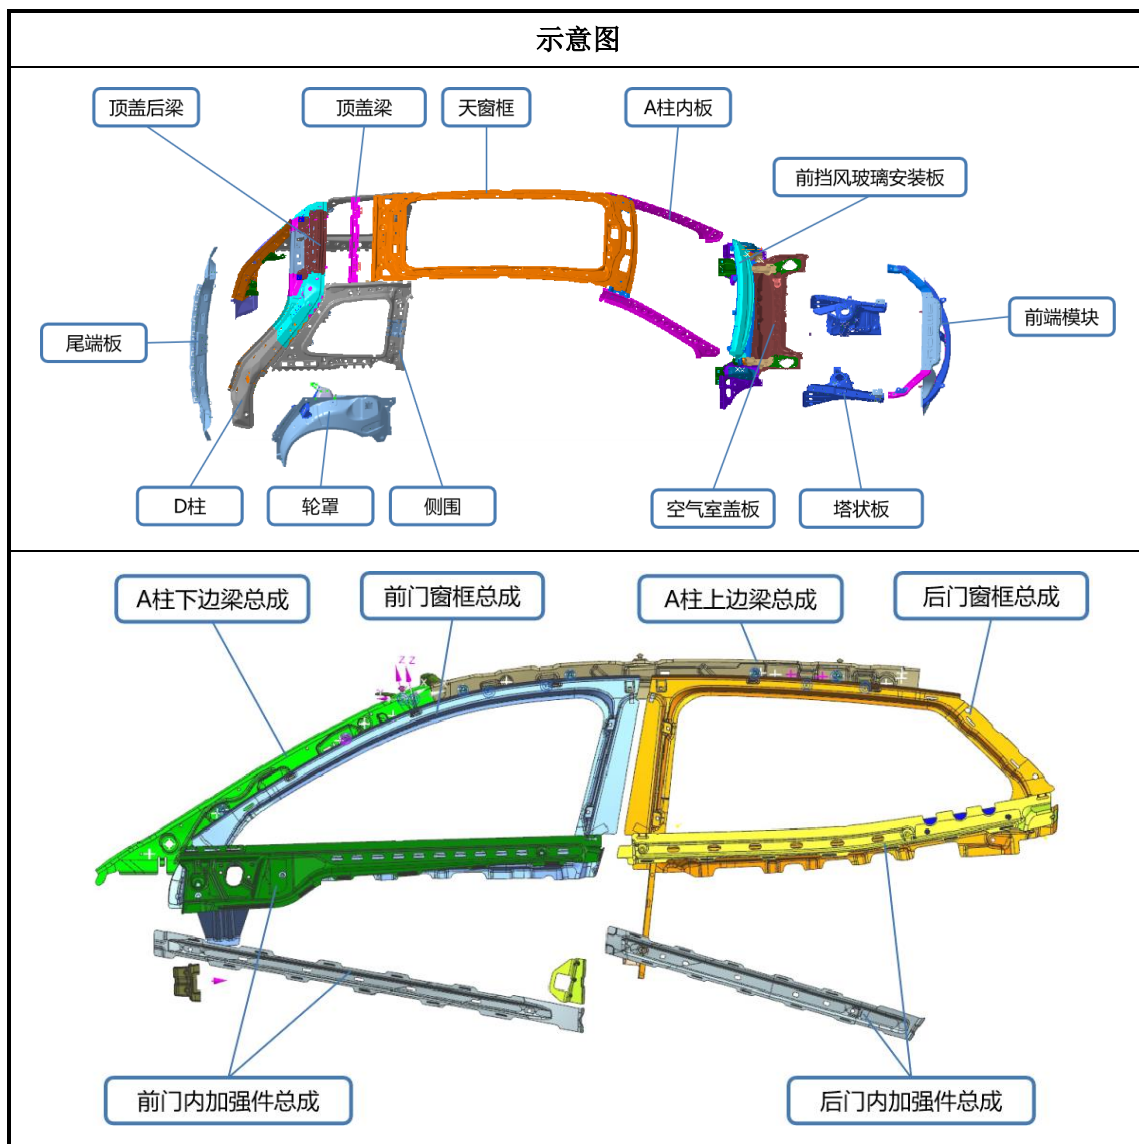 示意图
顶盖后梁
顶盖梁
天窗框
A柱内板
前挡风玻璃安装板
前端模块
尾端板
D柱
轮罩
侧围
空气室盖板
塔状板
A柱下边梁总成
前门窗框总成
A柱上边梁总成
后门窗框总成
Z Z
前门内加强件总成
后门内加强件总成